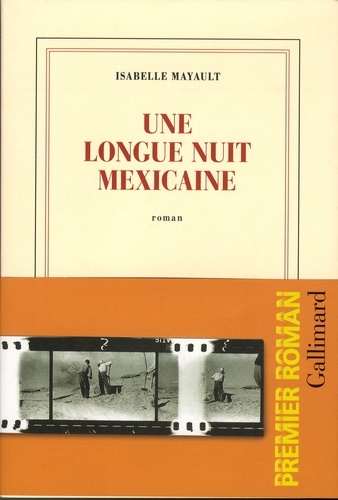 ISABELLE MAYAULT
UNE
LONGUE NUIT
MEXICAINE
roman
PREMIER ROMAN
Gallimard